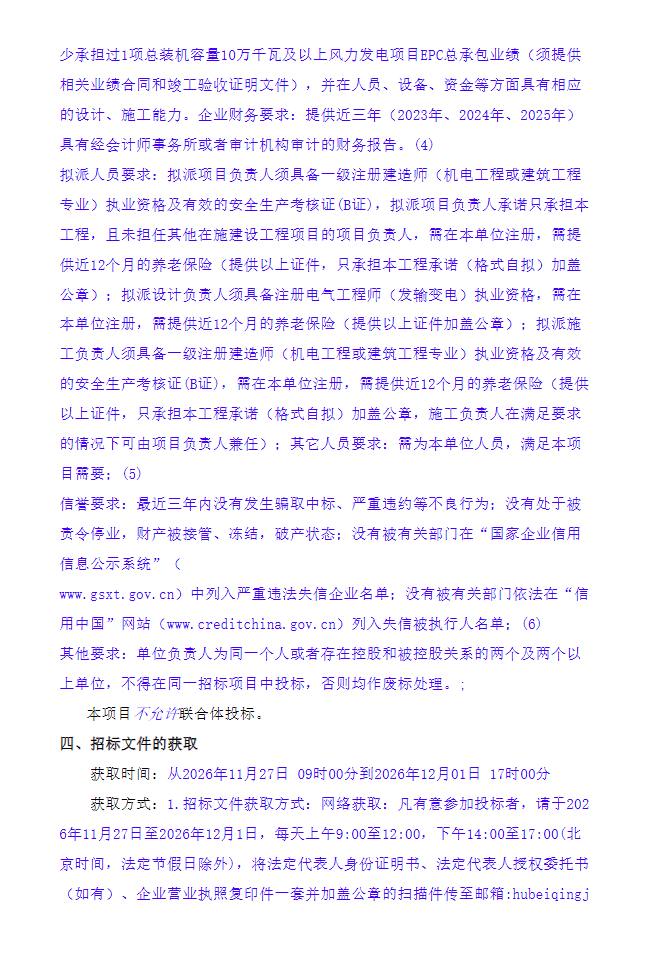 少承担过1项总装机容量10万千瓦及以上风力发电项目EPC总承包业绩（须提供
相关业绩合同和竣工验收证明文件），并在人员、设备、资金等方面具有相应
的设计、施工能力。企业财务要求：提供近三年（2023年、2024年、2025年）
具有经会计师事务所或者审计机构审计的财务报告。(4)
拟派人员要求：拟派项目负责人须具备一级注册建造师（机电工程或建筑工程
专业）执业资格及有效的安全生产考核证(B证)，拟派项目负责人承诺只承担本
工程，且未担任其他在施建设工程项目的项目负责人，需在本单位注册，需提
供近12个月的养老保险（提供以上证件，只承担本工程承诺（格式自拟）加盖
公章）；拟派设计负责人须具备注册电气工程师（发输变电）执业资格，需在
本单位注册，需提供近12个月的养老保险（提供以上证件加盖公章）；拟派施
工负责人须具备一级注册建造师（机电工程或建筑工程专业）执业资格及有效
的安全生产考核证(B证)，需在本单位注册，需提供近12个月的养老保险（提供
以上证件，只承担本工程承诺（格式自拟）加盖公章，施工负责人在满足要求
的情况下可由项目负责人兼任）；其它人员要求：需为本单位人员，满足本项
目需要；(5)
信誉要求：最近三年内没有发生骗取中标、严重违约等不良行为；没有处于被
责令停业，财产被接管、冻结，破产状态；没有被有关部门在“国家企业信用
信息公示系统”（
www.gsxt.gov.cn）中列入严重违法失信企业名单；没有被有关部门依法在“信
用中国”网站（www.creditchina.gov.cn）列入失信被执行人名单；(6)
其他要求：单位负责人为同一个人或者存在控股和被控股关系的两个及两个以
上单位，不得在同一招标项目中投标，否则均作废标处理。;
本项目不允许联合体投标。
四、招标文件的获取
获取时间：从2026年11月27日 09时00分到2026年12月01日 17时00分
获取方式：1.招标文件获取方式：网络获取：凡有意参加投标者，请于202
6年11月27日至2026年12月1日，每天上午9:00至12:00，下午14:00至17:00(北
京时间，法定节假日除外)，将法定代表人身份证明书、法定代表人授权委托书
（如有）、企业营业执照复印件一套并加盖公章的扫描件传至邮箱:hubeiqingj